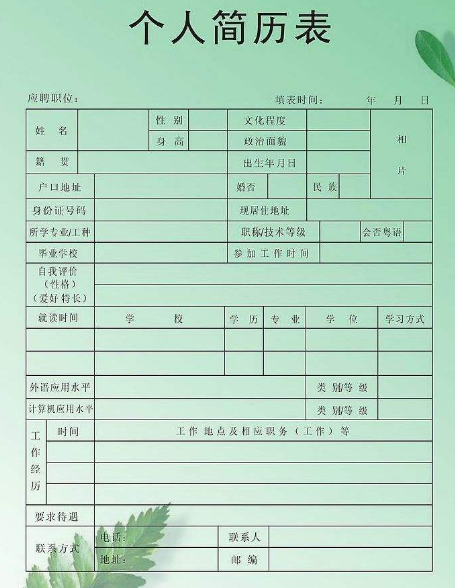 个人简历表
应聘职位： 填表时间： 年 月 日
姓 名 性 别 文化程度 相片
身 高 政治面貌
籍 贯 出生年月日
户口地址 婚否 民族
身份证号码 现居住地址
所学专业/工种 职称/技术等级 会否粤语
毕业学校 参加工作时间
自我评价
（性格）
（爱好特长）
就读时间 学 校 学历 专业 学 位 学习方式
外语应用水平 类别/等级
计算机应用水平 类别/等级
工作经历 时间 工作地点及相应职务（工作）等
要求待遇
联系方式 电话： 联系人
地址： 邮编